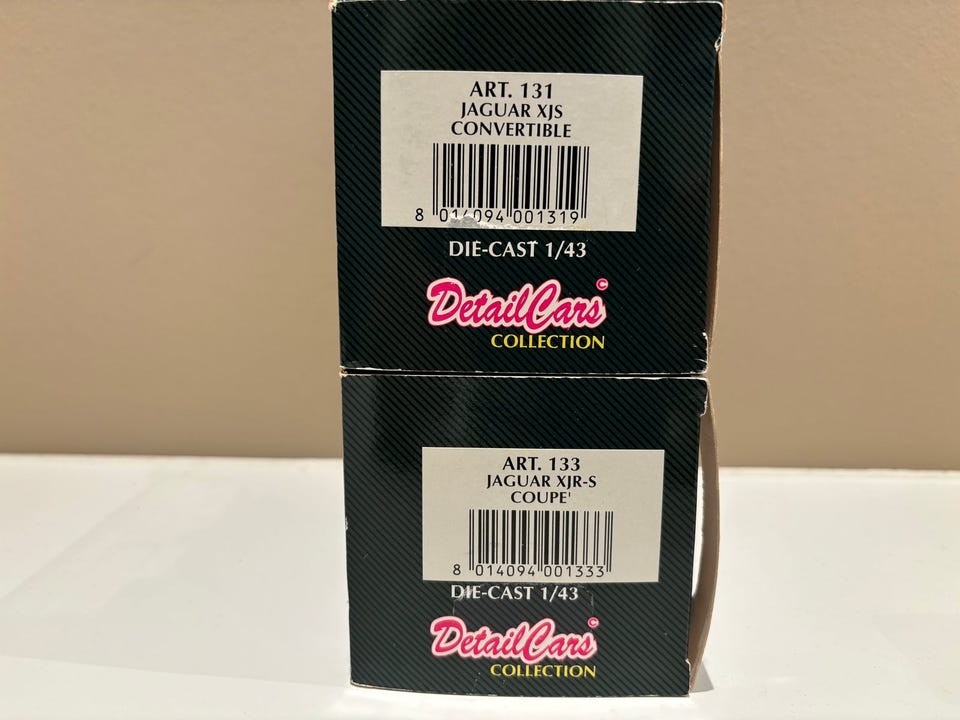 ART. 131
JAGUAR XJS
CONVERTIBLE
8 014094 001319
DIE-CAST 1/43
DetailCars ©
COLLECTION
ART. 133
JAGUAR XJR-S
COUPE'
8 014094 001333
DIE-CAST 1/43
DetailCars ©
COLLECTION